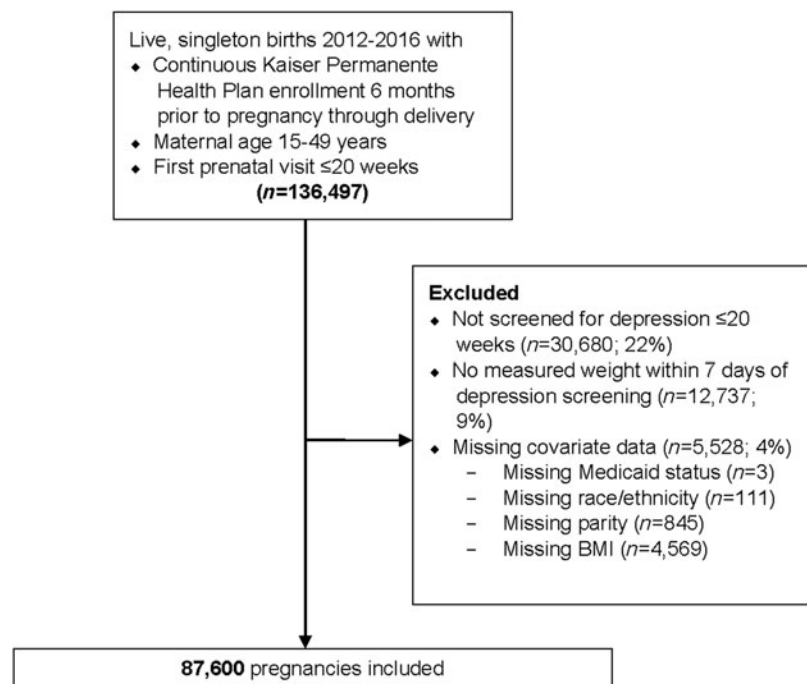 Live, singleton births 2012-2016 with
◆ Continuous Kaiser Permanente
Health Plan enrollment 6 months
prior to pregnancy through delivery
◆ Maternal age 15-49 years
◆ First prenatal visit ≤20 weeks
(n=136,497)
Excluded
◆ Not screened for depression ≤20
weeks (n=30,680; 22%)
◆ No measured weight within 7 days of
depression screening (n=12,737;
9%)
◆ Missing covariate data (n=5,528; 4%)
− Missing Medicaid status (n=3)
− Missing race/ethnicity (n=111)
− Missing parity (n=845)
− Missing BMI (n=4,569)
87,600 pregnancies included